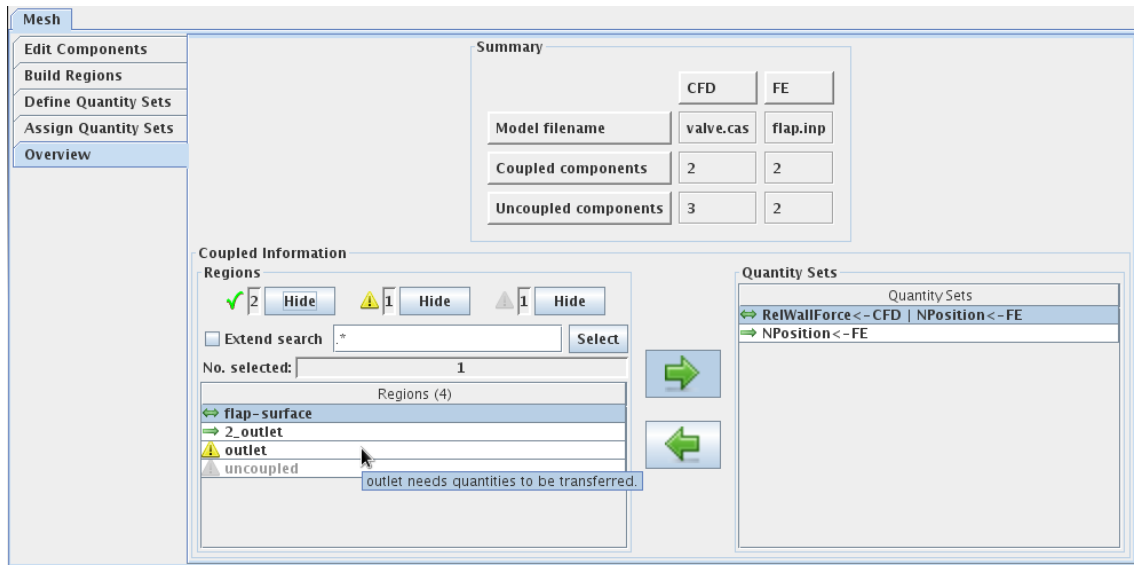 Mesh
Edit Components
Build Regions
Define Quantity Sets
Assign Quantity Sets
Overview
Summary
CFD FE
Model filename valve.cas flap.inp
Coupled components 2 2
Uncoupled components 3 2
Coupled Information
Regions
2 Hide 1 Hide 1 Hide
Extend search .* Select
No. selected: 1
Regions (4)
flap-surface
2_outlet
outlet
uncoupled
outlet needs quantities to be transferred.
Quantity Sets
Quantity Sets
RelWallForce<-CFD | NPosition<-FE
NPosition<-FE